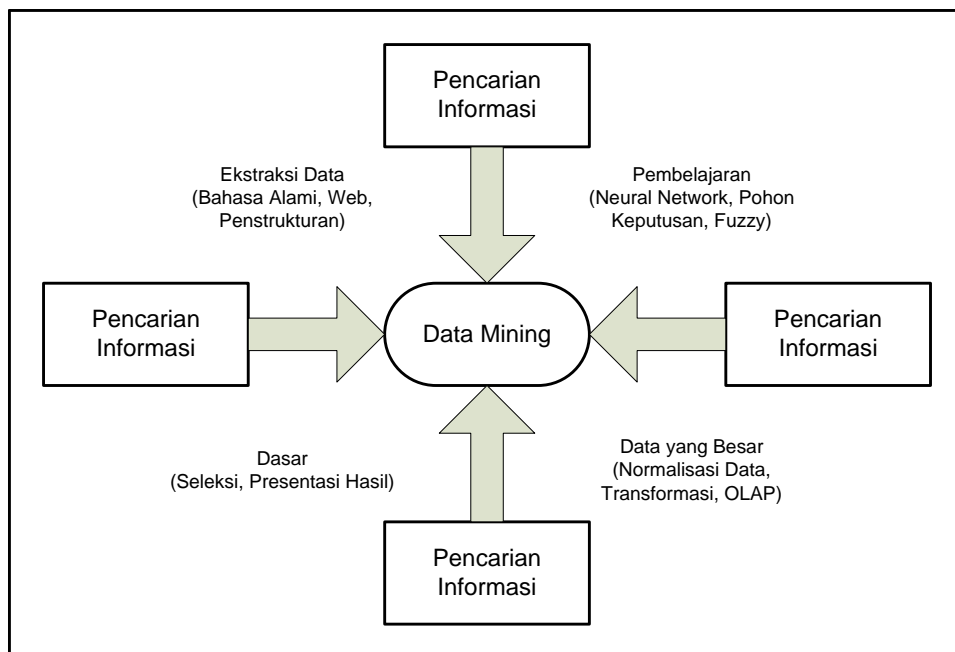 Pencarian
Informasi
Ekstraksi Data
(Bahasa Alami, Web,
Penstrukturan)
Pembelajaran
(Neural Network, Pohon
Keputusan, Fuzzy)
Pencarian
Informasi
Data Mining
Pencarian
Informasi
Dasar
(Seleksi, Presentasi Hasil)
Data yang Besar
(Normalisasi Data,
Transformasi, OLAP)
Pencarian
Informasi